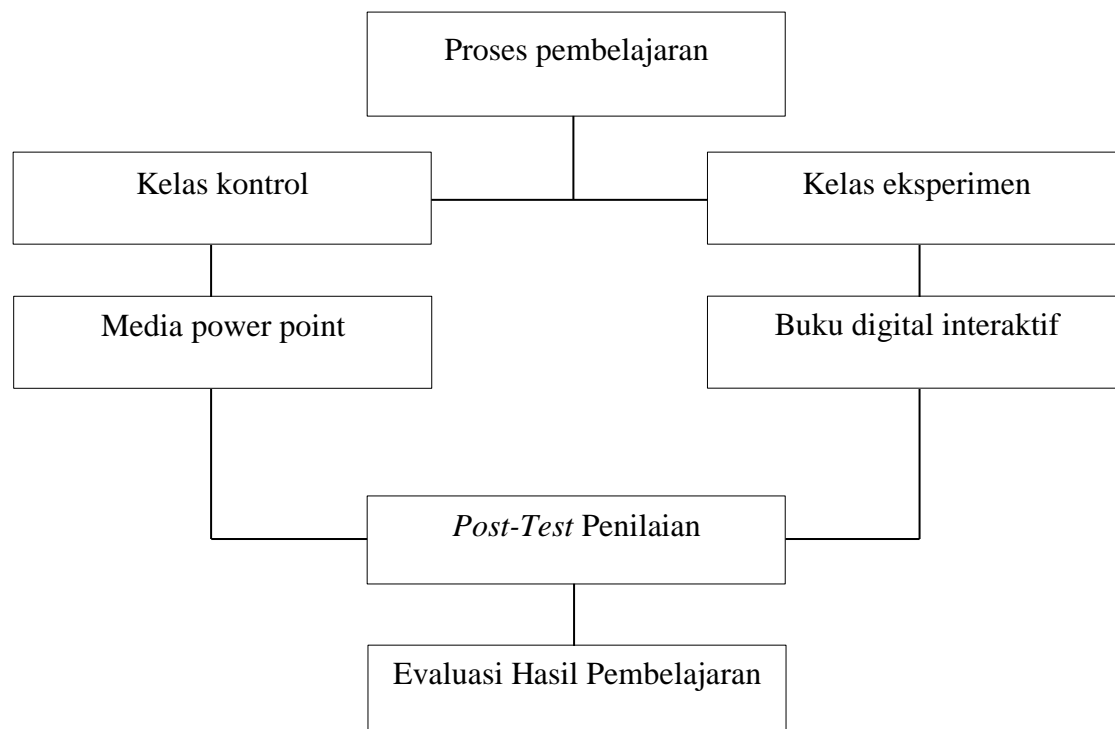 Proses pembelajaran
Kelas kontrol
Kelas eksperimen
Media power point
Buku digital interaktif
Post-Test Penilaian
Evaluasi Hasil Pembelajaran